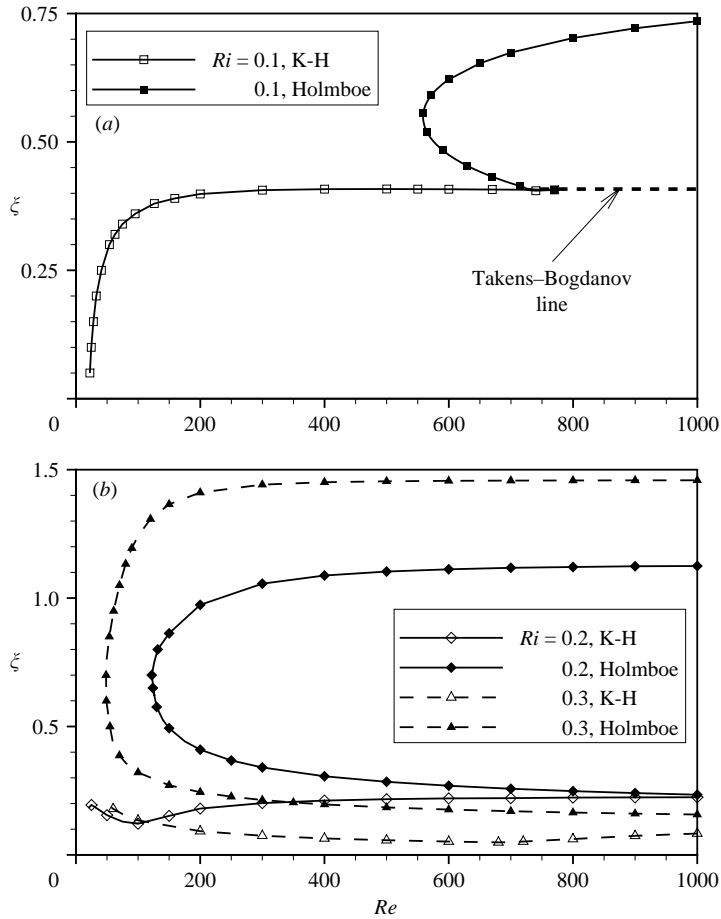 0.75
Ri = 0.1, K-H
0.1, Holmboe
(a)
0.50
ξ
0.25
Takens–Bogdanov
line
0
200
400
600
800
1000
1.5
(b)
1.0
ξ
Ri = 0.2, K-H
0.2, Holmboe
0.3, K-H
0.3, Holmboe
0.5
0
200
400
600
800
1000
Re